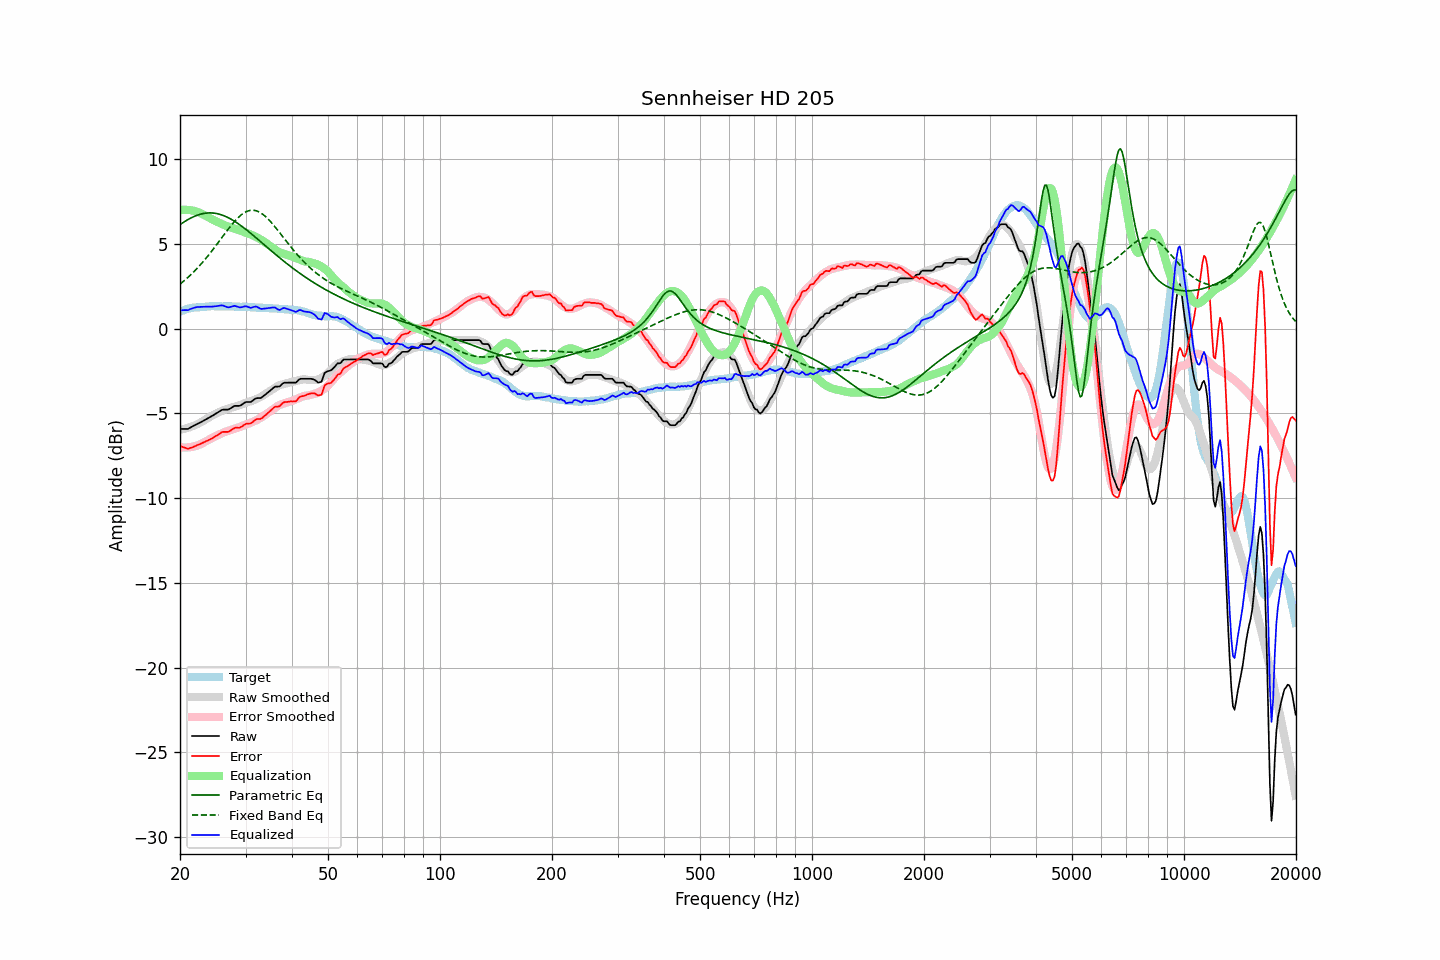 Sennheiser HD 205
Amplitude (dBr)
10
5
0
−5
−10
−15
−20
−25
−30
Target
Raw Smoothed
Error Smoothed
Raw
Error
Equalization
Parametric Eq
Fixed Band Eq
Equalized
20 50 100 200 500 1000 2000 5000 10000 20000
Frequency (Hz)